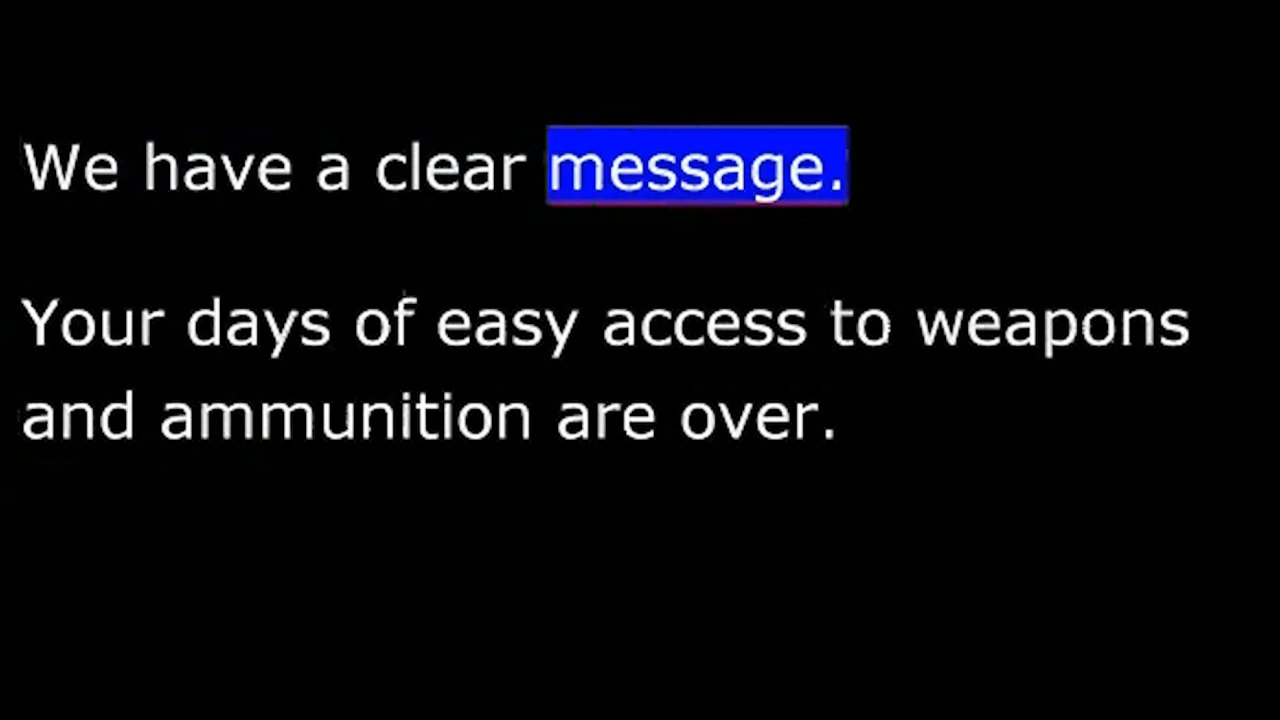 We have a clear message.
Your days of easy access to weapons
and ammunition are over.